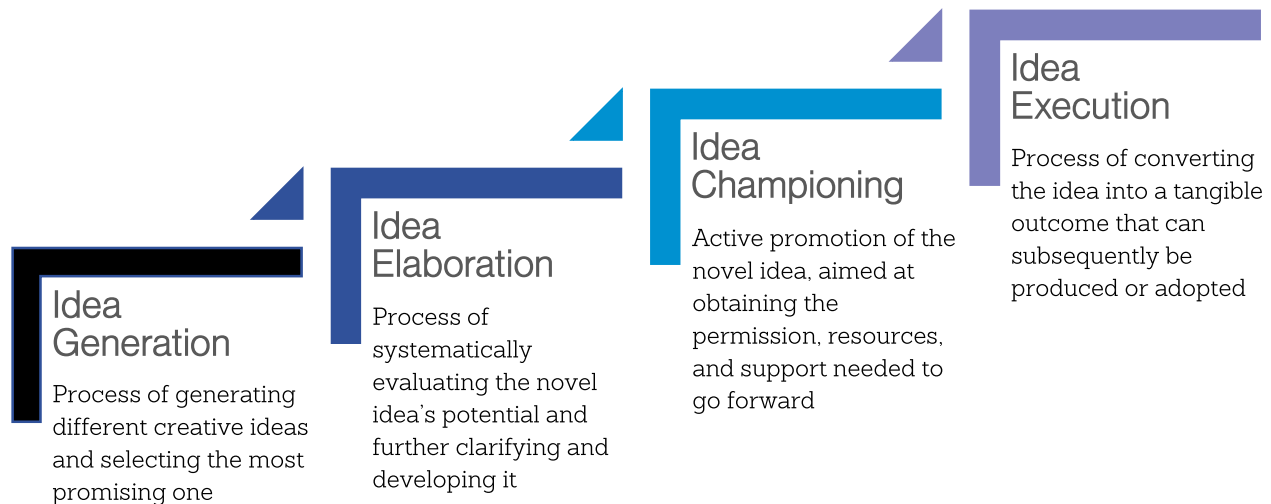 Idea
Generation
Process of generating
different creative ideas
and selecting the most
promising one
Idea
Elaboration
Process of
systematically
evaluating the novel
idea's potential and
further clarifying and
developing it
Idea
Championing
Active promotion of the
novel idea, aimed at
obtaining the
permission, resources,
and support needed to
go forward
Idea
Execution
Process of converting
the idea into a tangible
outcome that can
subsequently be
produced or adopted